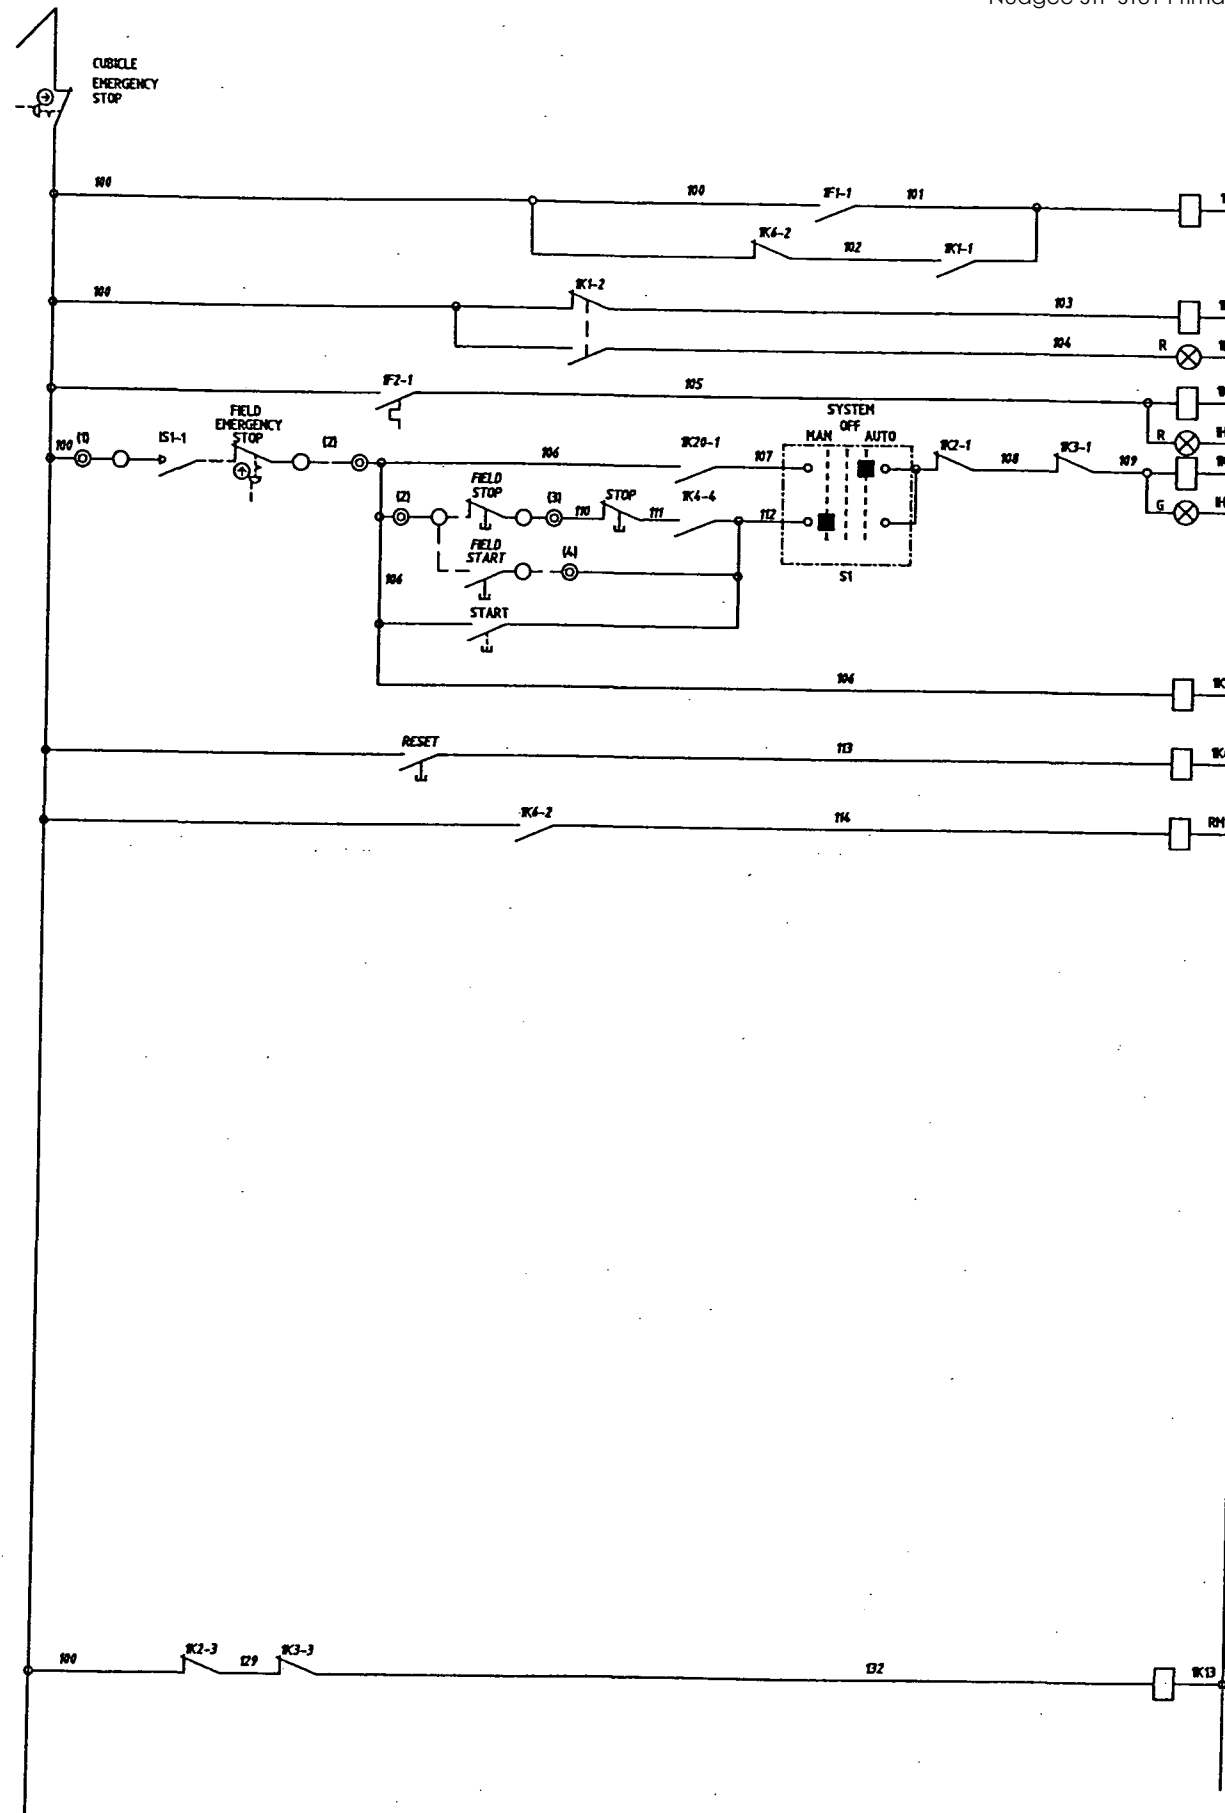 CUBICLE
EMERGENCY
STOP
100
100
1F1-1
101
1K6-2
102
1K1-1
100
1K1-2
103
104
R
1F2-1
105
R
100
(1)
IS1-1
FIELD
EMERGENCY
STOP
(2)
106
1K20-1
107
SYSTEM
OFF
MAN
AUTO
1K2-1
108
1K3-1
109
G
(2)
FIELD
STOP
(3)
110
STOP
111
1K4-4
112
FIELD
START
(4)
106
START
S1
106
RESET
113
1K6-2
114
RM
100
1K2-3
129
1K3-3
132
1K13